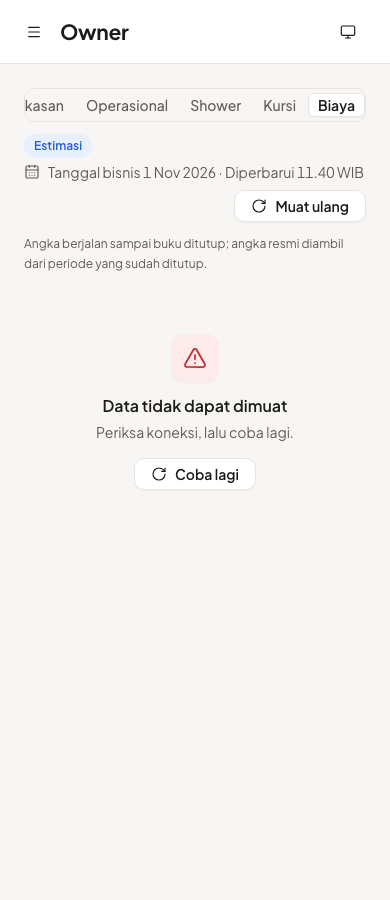 Owner
kasan Operasional Shower Kursi Biaya
Estimasi
Tanggal bisnis 1 Nov 2026 · Diperbarui 11.40 WIB
Muat ulang
Angka berjalan sampai buku ditutup; angka resmi diambil
dari periode yang sudah ditutup.
Data tidak dapat dimuat
Periksa koneksi, lalu coba lagi.
Coba lagi